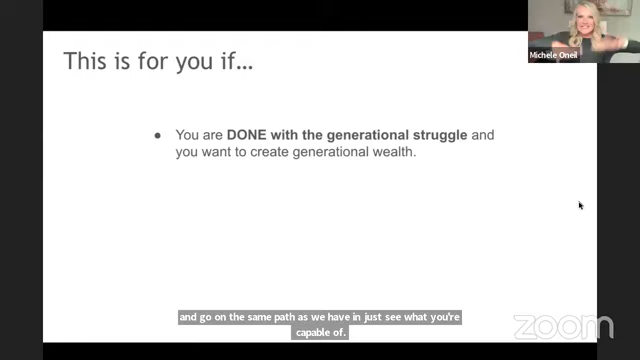 Michele Oneil
This is for you if...
● You are DONE with the generational struggle and
you want to create generational wealth.
and go on the same path as we have in just see what you're
capable of.
zoom